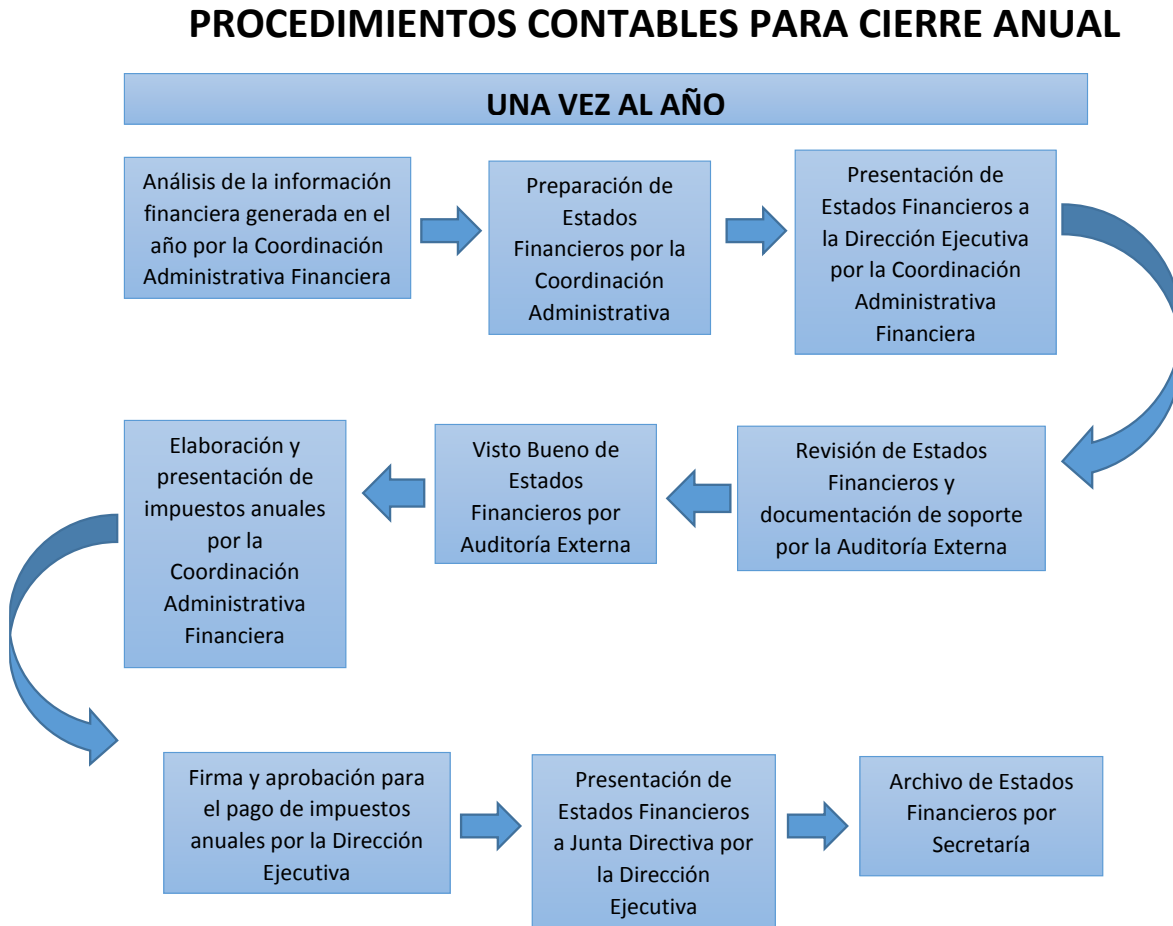 PROCEDIMIENTOS CONTABLES PARA CIERRE ANUAL
UNA VEZ AL AÑO
Análisis de la información
financiera generada en el
año por la Coordinación
Administrativa Financiera
Preparación de
Estados
Financieros por la
Coordinación
Administrativa
Presentación de
Estados Financieros a
la Dirección Ejecutiva
por la Coordinación
Administrativa
Financiera
Revisión de Estados
Financieros y
documentación de soporte
por la Auditoría Externa
Visto Bueno de
Estados
Financieros por
Auditoría Externa
Elaboración y
presentación de
impuestos anuales
por la
Coordinación
Administrativa
Financiera
Firma y aprobación para
el pago de impuestos
anuales por la Dirección
Ejecutiva
Presentación de
Estados Financieros
a Junta Directiva por
la Dirección
Ejecutiva
Archivo de Estados
Financieros por
Secretaría